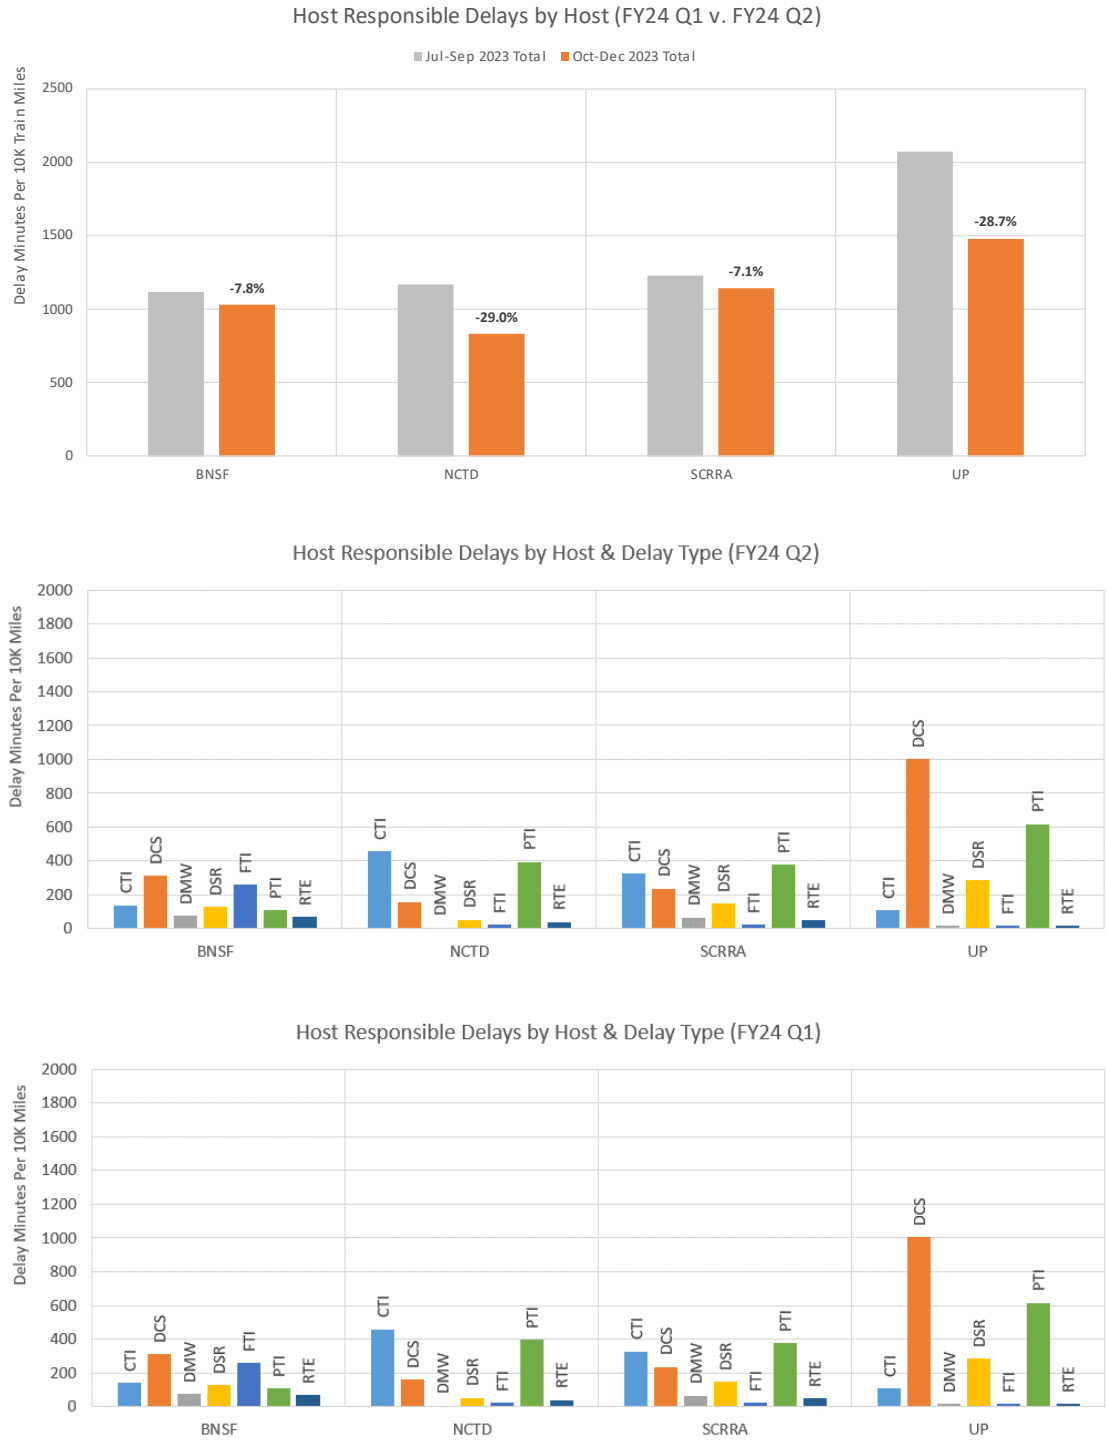 Host Responsible Delays by Host (FY24 Q1 v. FY24 Q2)
Jul-Sep 2023 Total Oct-Dec 2023 Total
Delay Minutes Per 10K Train Miles
2500
2000
1500
1000
500
0
-7.8%
-29.0%
-7.1%
-28.7%
BNSF NCTD SCRRA UP
Host Responsible Delays by Host & Delay Type (FY24 Q2)
Delay Minutes Per 10K Miles
2000
1800
1600
1400
1200
1000
800
600
400
200
0
CTI DCS DMW DSR FTI PTI RTE
CTI DCS DMW DSR FTI PTI RTE
CTI DCS DMW DSR FTI PTI RTE
CTI DCS DMW DSR FTI PTI RTE
BNSF NCTD SCRRA UP
Host Responsible Delays by Host & Delay Type (FY24 Q1)
Delay Minutes Per 10K Miles
2000
1800
1600
1400
1200
1000
800
600
400
200
0
CTI DCS DMW DSR FTI PTI RTE
CTI DCS DMW DSR FTI PTI RTE
CTI DCS DMW DSR FTI PTI RTE
CTI DCS DMW DSR FTI PTI RTE
BNSF NCTD SCRRA UP